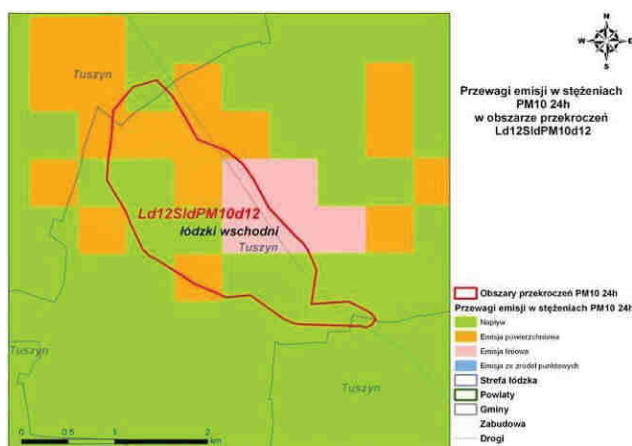 Tuszyn
Ld12SldPM10d12
łódzki wschodni
Tuszyn
Tuszyn
Tuszyn
0 0,5 1 2
km
N
W E
S
Przewagi emisji w stężeniach
PM10 24h
w obszarze przekroczeń
Ld12SldPM10d12
Obszary przekroczeń PM10 24h
Przewagi emisji w stężeniach PM10 24h
Napływ
Emisja powierzchniowa
Emisja liniowa
Emisja ze źródeł punktowych
Strefa łódzka
Powiaty
Gminy
Zabudowa
Drogi